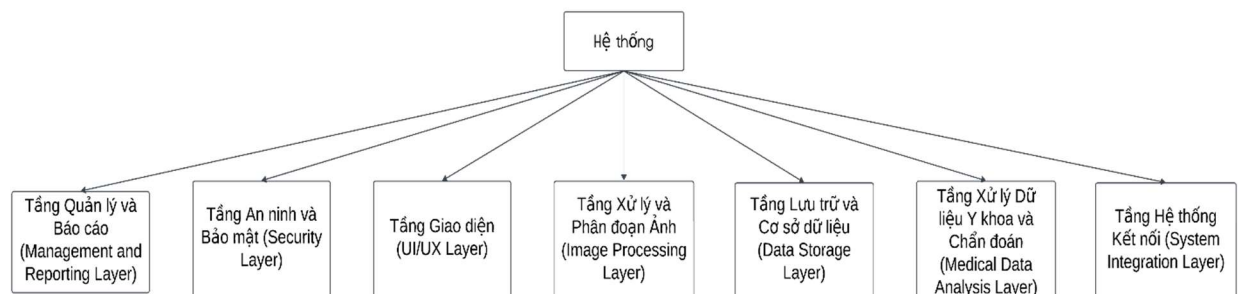 Hệ thống
Tầng Quản lý và
Báo cáo
(Management and
Reporting Layer)
Tầng An ninh và
Bảo mật (Security
Layer)
Tầng Giao diện
(UI/UX Layer)
Tầng Xử lý và
Phân đoạn Ảnh
(Image Processing
Layer)
Tầng Lưu trữ và
Cơ sở dữ liệu
(Data Storage
Layer)
Tầng Xử lý Dữ
liệu Y khoa và
Chẩn đoán
(Medical Data
Analysis Layer)
Tầng Hệ thống
Kết nối (System
Integration Layer)